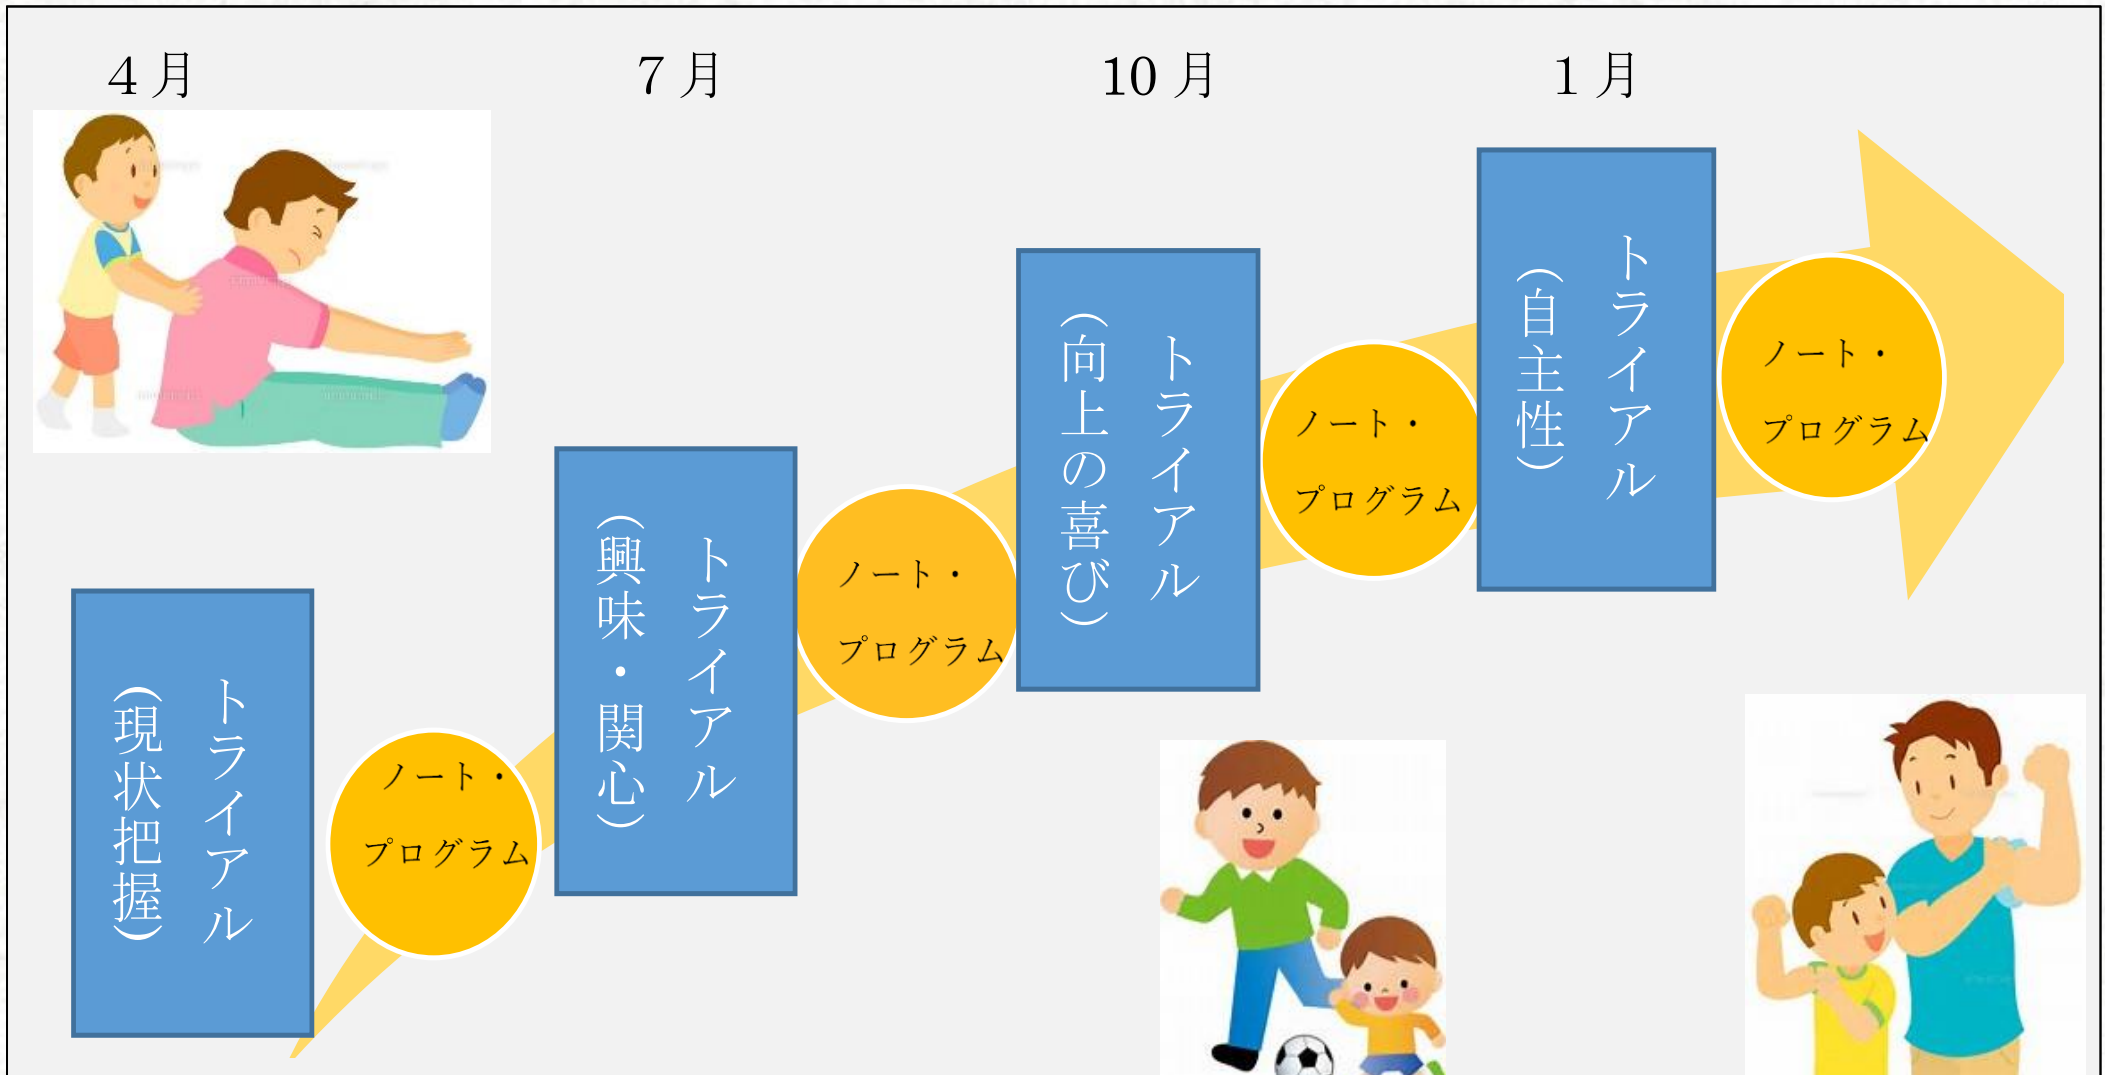 4月
7月
10月
1月
トライアル
(現状把握)
ノート・
プログラム
トライアル
(興味・関心)
ノート・
プログラム
トライアル
(向上の喜び)
ノート・
プログラム
トライアル
(自主性)
ノート・
プログラム